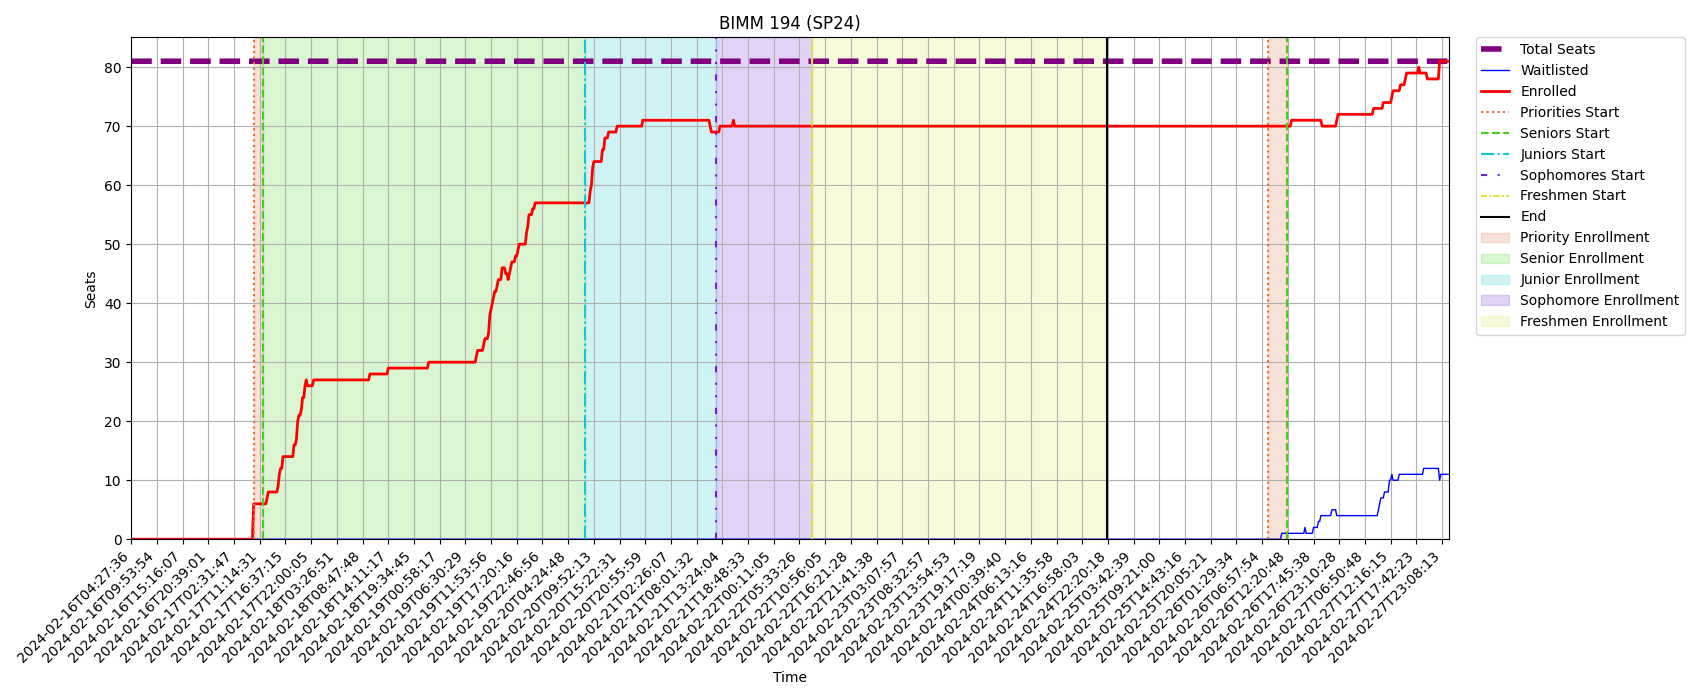 BIMM 194 (SP24)
Total Seats
Waitlisted
Enrolled
Priorities Start
Seniors Start
Juniors Start
Sophomores Start
Freshmen Start
End
Priority Enrollment
Senior Enrollment
Junior Enrollment
Sophomore Enrollment
Freshmen Enrollment
Seats
80
70
60
50
40
30
20
10
0
2024-02-16T04:27:36
2024-02-16T09:53:54
2024-02-16T15:16:07
2024-02-16T20:39:01
2024-02-17T02:31:47
2024-02-17T11:14:31
2024-02-17T16:37:15
2024-02-17T22:00:05
2024-02-18T03:26:51
2024-02-18T08:47:48
2024-02-18T14:11:17
2024-02-18T19:34:45
2024-02-19T00:58:17
2024-02-19T06:30:29
2024-02-19T11:53:56
2024-02-19T17:20:16
2024-02-19T22:46:56
2024-02-20T04:24:48
2024-02-20T09:52:13
2024-02-20T15:22:31
2024-02-20T20:55:59
2024-02-21T02:26:07
2024-02-21T08:01:32
2024-02-21T13:24:04
2024-02-21T18:48:33
2024-02-22T00:11:05
2024-02-22T05:33:26
2024-02-22T10:56:05
2024-02-22T16:21:28
2024-02-22T21:41:38
2024-02-23T03:07:57
2024-02-23T08:32:57
2024-02-23T13:54:53
2024-02-23T19:17:19
2024-02-24T00:39:40
2024-02-24T06:13:16
2024-02-24T11:35:58
2024-02-24T16:58:03
2024-02-24T22:20:18
2024-02-25T03:42:39
2024-02-25T09:21:00
2024-02-25T14:43:16
2024-02-25T20:05:21
2024-02-26T01:29:34
2024-02-26T06:57:54
2024-02-26T12:20:48
2024-02-26T17:45:38
2024-02-26T23:10:28
2024-02-27T06:50:48
2024-02-27T12:16:15
2024-02-27T17:42:23
2024-02-27T23:08:13
Time